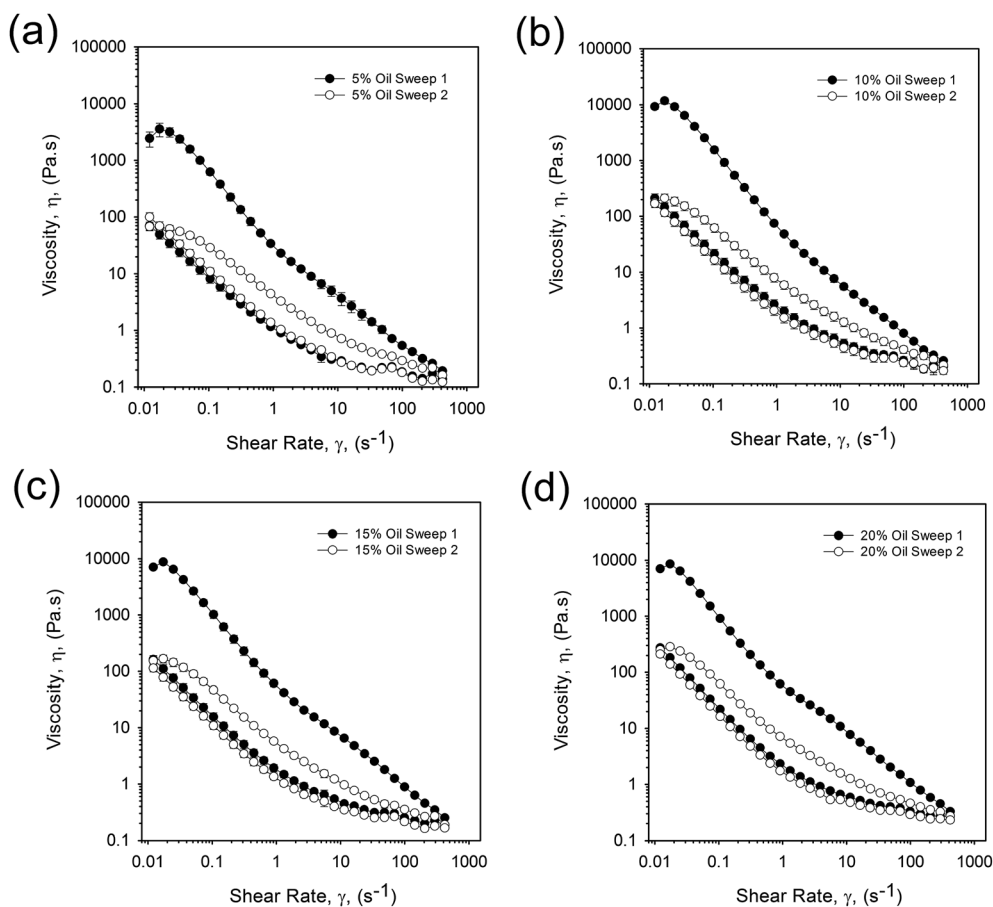 (a)
100000
10000
1000
100
10
1
0.1
Viscosity, η, (Pa.s)
5% Oil Sweep 1
5% Oil Sweep 2
0.01 0.1 1 10 100 1000
Shear Rate, γ, (s⁻¹)
(b)
100000
10000
1000
100
10
1
0.1
Viscosity, η, (Pa.s)
10% Oil Sweep 1
10% Oil Sweep 2
0.01 0.1 1 10 100 1000
Shear Rate, γ, (s⁻¹)
(c)
100000
10000
1000
100
10
1
0.1
Viscosity, η, (Pa.s)
15% Oil Sweep 1
15% Oil Sweep 2
0.01 0.1 1 10 100 1000
Shear Rate, γ, (s⁻¹)
(d)
100000
10000
1000
100
10
1
0.1
Viscosity, η, (Pa.s)
20% Oil Sweep 1
20% Oil Sweep 2
0.01 0.1 1 10 100 1000
Shear Rate, γ, (s⁻¹)